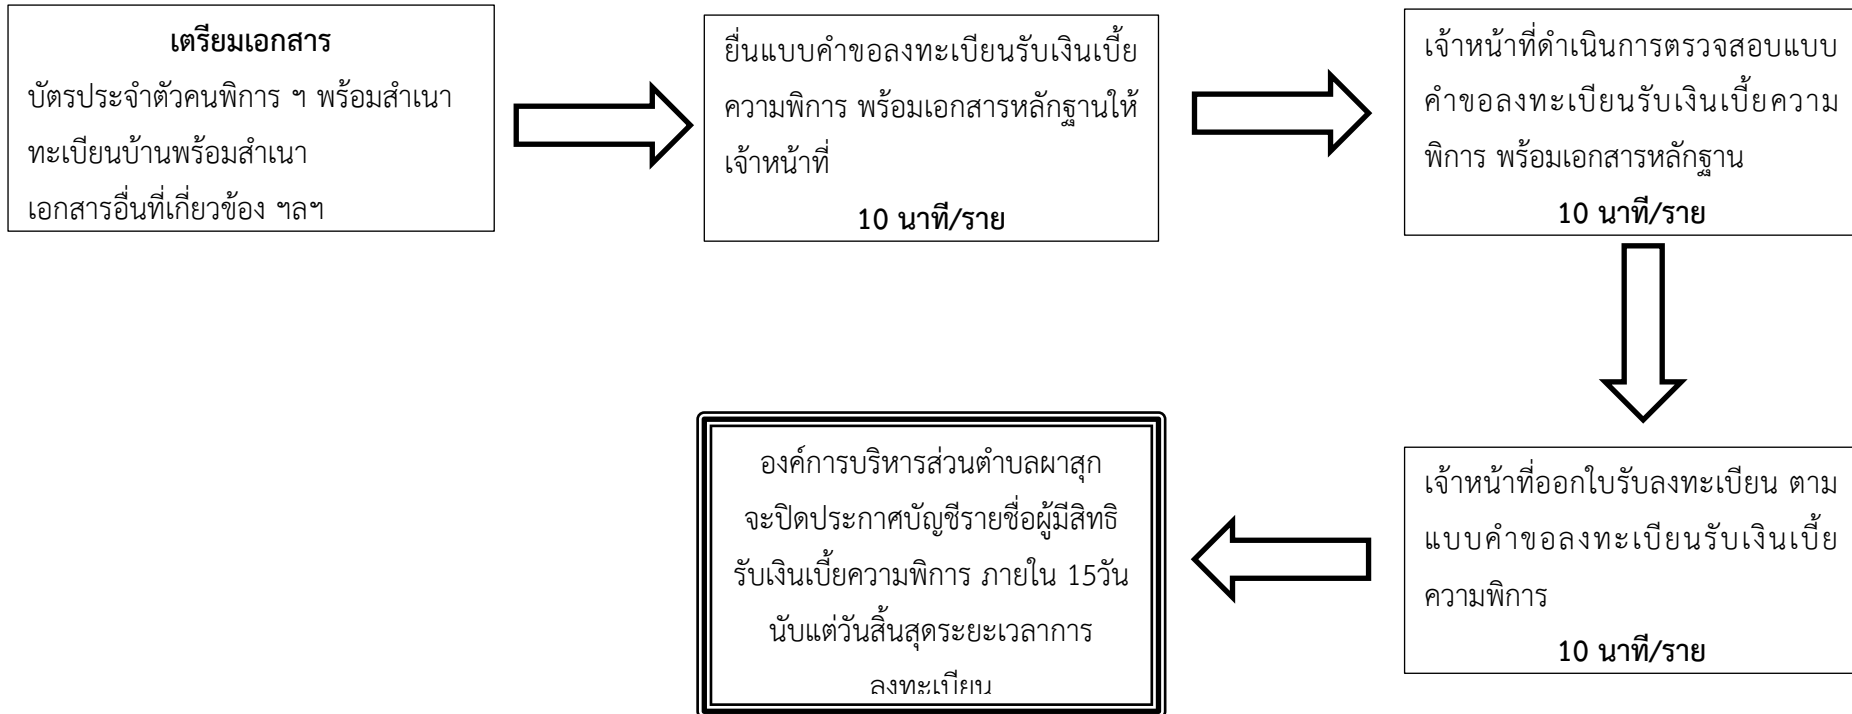 เตรียมเอกสาร
บัตรประจำตัวคนพิการ ฯ พร้อมสำเนา
ทะเบียนบ้านพร้อมสำเนา
เอกสารอื่นที่เกี่ยวข้อง ฯลฯ
ยื่นแบบคำขอลงทะเบียนรับเงินเบี้ย
ความพิการ พร้อมเอกสารหลักฐานให้
เจ้าหน้าที่
10 นาที/ราย
เจ้าหน้าที่ดำเนินการตรวจสอบแบบ
คำขอลงทะเบียนรับเงินเบี้ยความ
พิการ พร้อมเอกสารหลักฐาน
10 นาที/ราย
เจ้าหน้าที่ออกใบรับลงทะเบียน ตาม
แบบคำขอลงทะเบียนรับเงินเบี้ย
ความพิการ
10 นาที/ราย
องค์การบริหารส่วนตำบลผาสุก
จะปิดประกาศบัญชีรายชื่อผู้มีสิทธิ
รับเงินเบี้ยความพิการ ภายใน 15วัน
นับแต่วันสิ้นสุดระยะเวลาการ
ลงทะเบียน